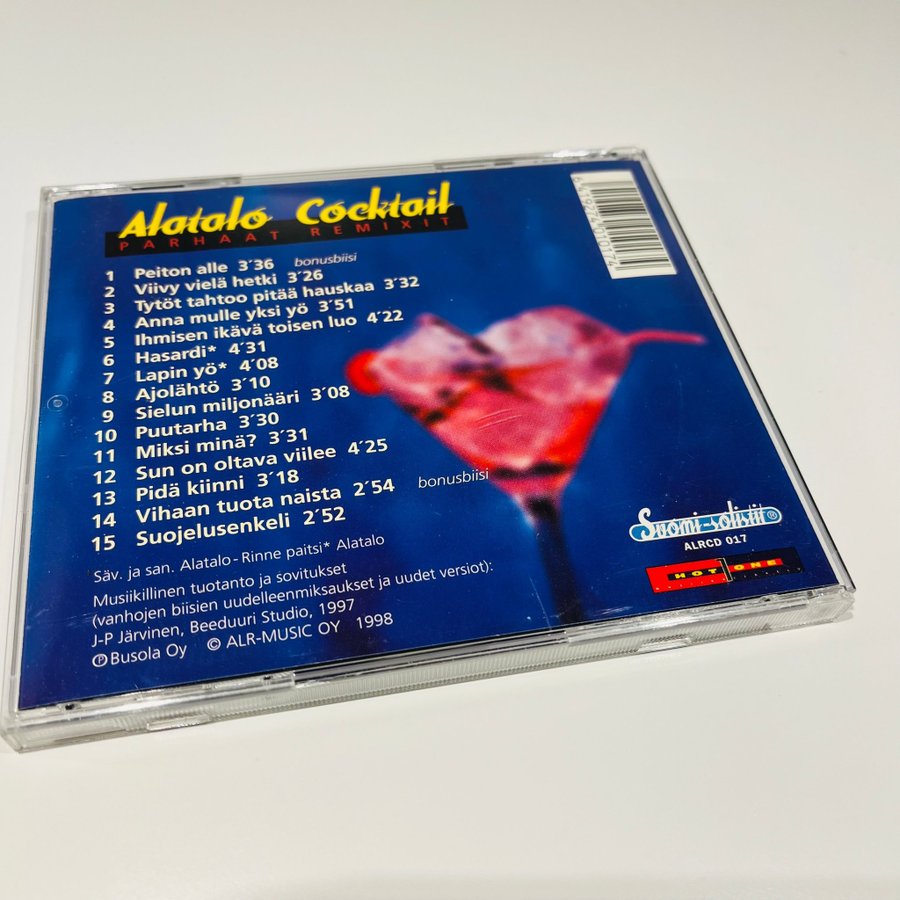 Alatalo Cocktail
PARHAAT REMIXIT
1 Peiton alle 3´36 bonusbiisi
2 Viivy vielä hetki 3´26
3 Tytöt tahtoo pitää hauskaa 3´32
4 Anna mulle yksi yö 3´51
5 Ihmisen ikävä toisen luo 4´22
6 Hasardi* 4´31
7 Lapin yö* 4´08
8 Ajolähtö 3´10
9 Sielun miljonääri 3´08
10 Puutarha 3´30
11 Miksi minä? 3´31
12 Sun on oltava viilee 4´25
13 Pidä kiinni 3´18
14 Vihaan tuota naista 2´54 bonusbiisi
15 Suojelusenkeli 2´52
Säv. ja san. Alatalo - Rinne paitsi* Alatalo
Musiikillinen tuotanto ja sovitukset
(vanhojen biisien uudelleenmiksaukset ja uudet versiot):
J-P Järvinen, Beeduuri Studio, 1997
℗ Busola Oy © ALR-MUSIC OY 1998
Suomi-solistit ®
ALRCD 017
HOT ONE